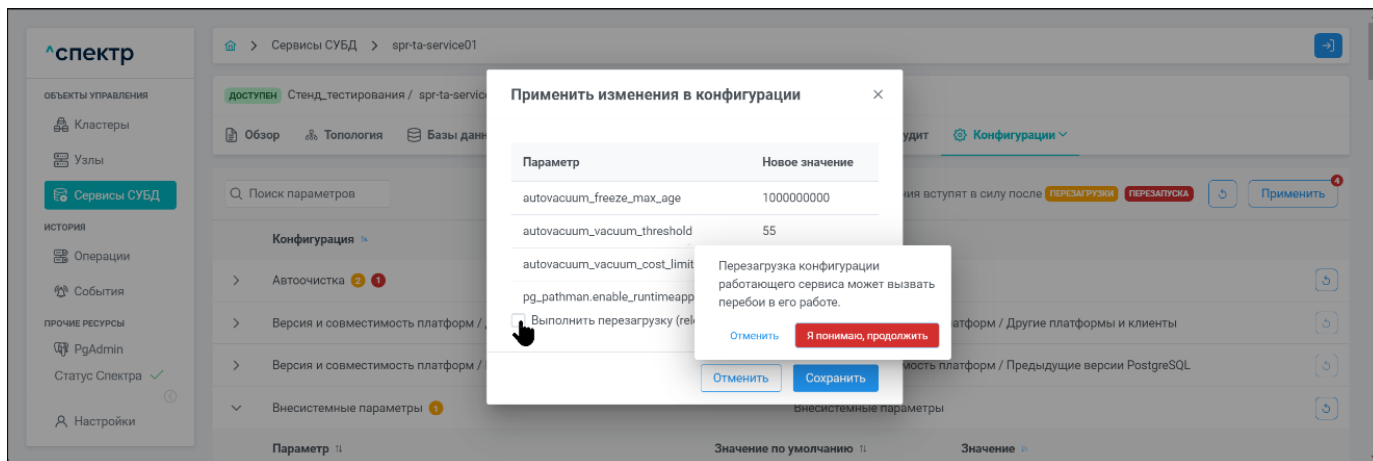 ^спектр
Сервисы СУБД > spr-ta-service01
ОБЪЕКТЫ УПРАВЛЕНИЯ
Кластеры
Узлы
Сервисы СУБД
ИСТОРИЯ
Операции
События
ПРОЧИЕ РЕСУРСЫ
PgAdmin
Статус Спектра
Настройки
ДОСТУПЕН Стенд_тестирования / spr-ta-servic
Обзор Топология Базы данн удит Конфигурации
Поиск параметров ния вступят в силу после ПЕРЕЗАГРУЗКИ ПЕРЕЗАПУСКА Применить 4
Конфигурация
Автоочистка 2 1
Версия и совместимость платформ / атформ / Другие платформы и клиенты
Версия и совместимость платформ / мость платформ / Предыдущие версии PostgreSQL
Внесистемные параметры 1 Внесистемные параметры
Параметр Значение по умолчанию Значение
Применить изменения в конфигурации
Параметр Новое значение
autovacuum_freeze_max_age 1000000000
autovacuum_vacuum_threshold 55
autovacuum_vacuum_cost_limit
pg_pathman.enable_runtimeapp
Выполнить перезагрузку (rel
Перезагрузка конфигурации
работающего сервиса может вызвать
перебои в его работе.
Отменить Я понимаю, продолжить
Отменить Сохранить